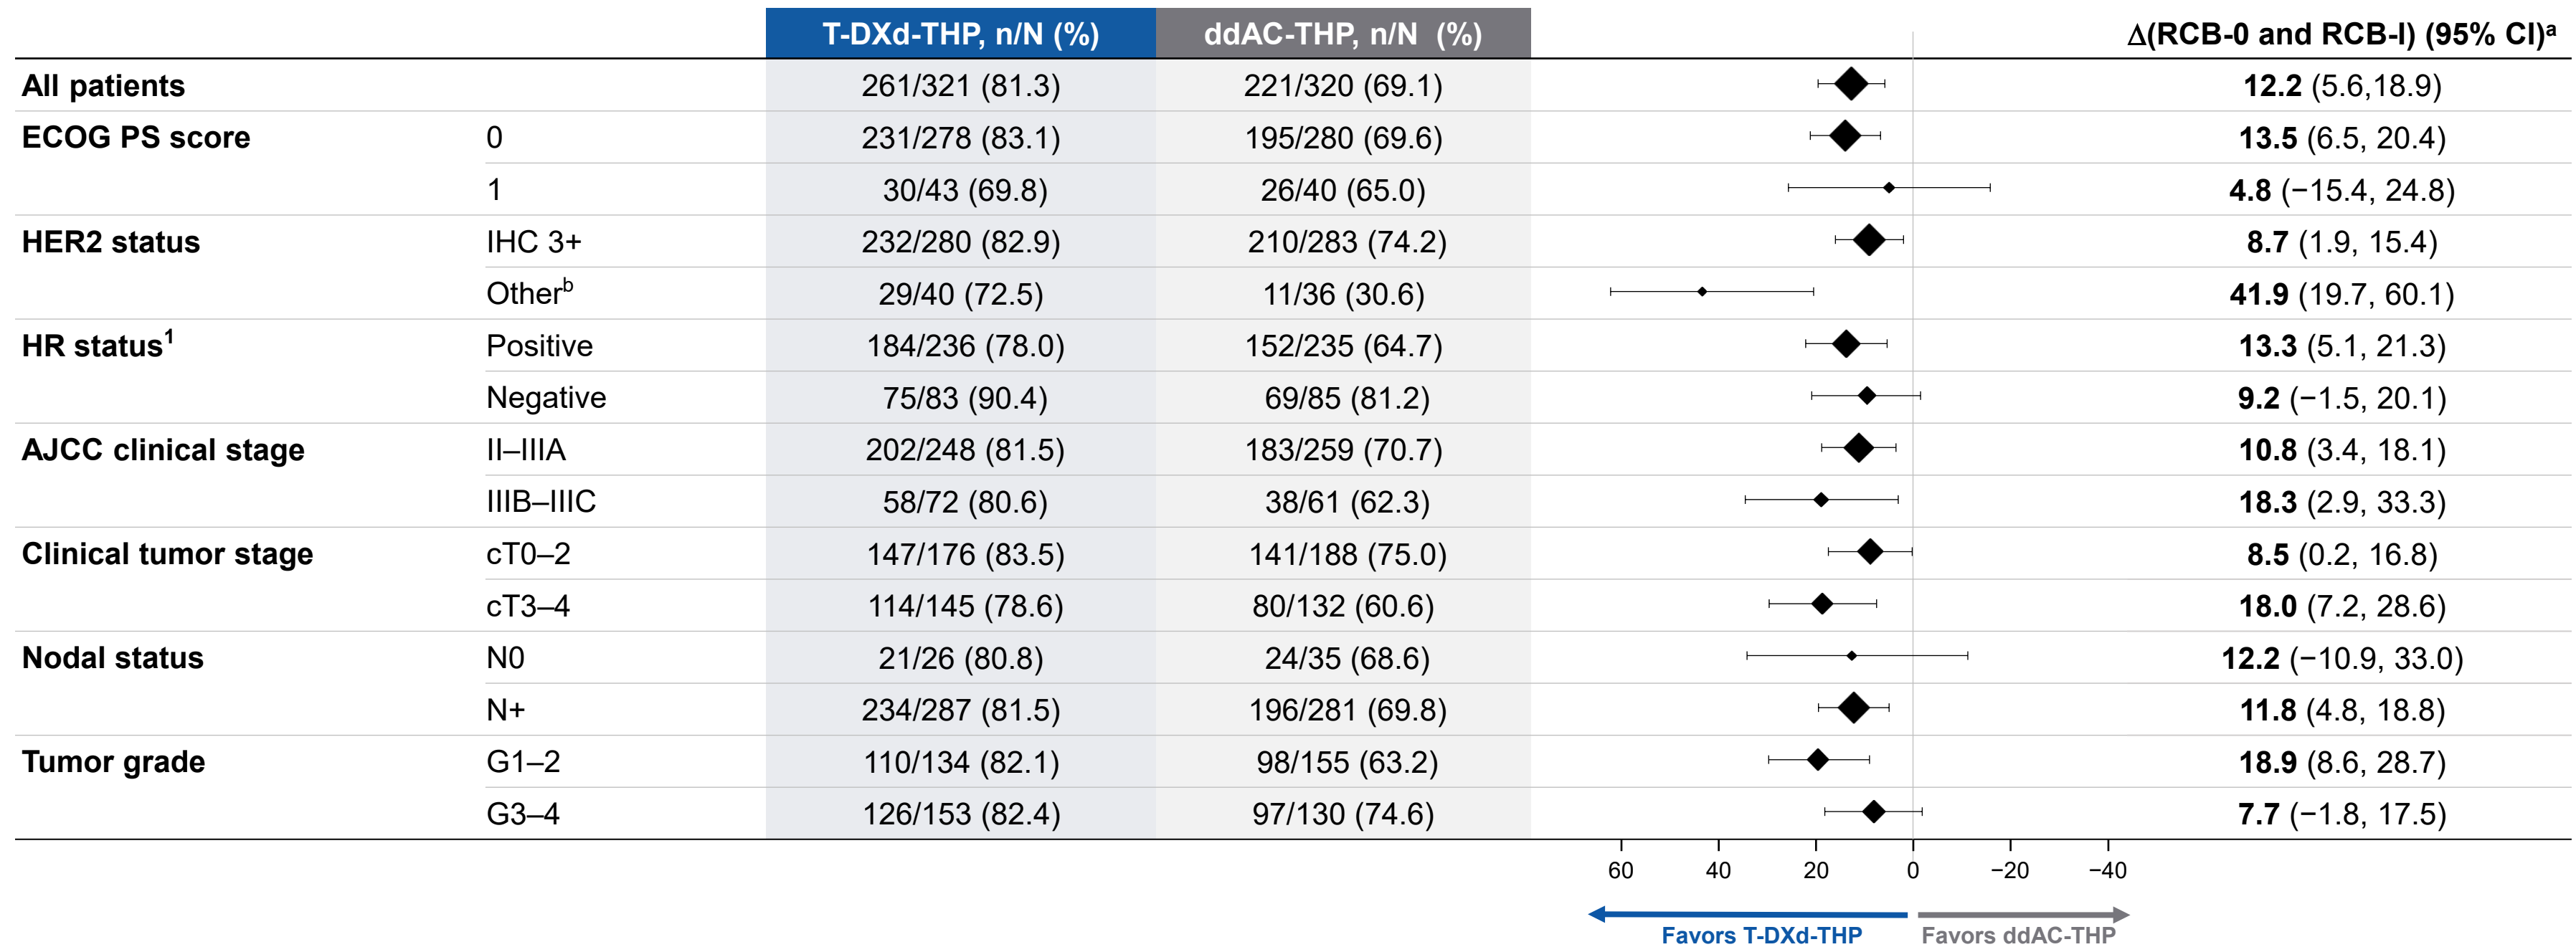 T-DXd-THP, n/N (%) ddAC-THP, n/N (%) Δ(RCB-0 and RCB-I) (95% CI)ᵃ
All patients 261/321 (81.3) 221/320 (69.1) 12.2 (5.6,18.9)
ECOG PS score 0 231/278 (83.1) 195/280 (69.6) 13.5 (6.5, 20.4)
1 30/43 (69.8) 26/40 (65.0) 4.8 (−15.4, 24.8)
HER2 status IHC 3+ 232/280 (82.9) 210/283 (74.2) 8.7 (1.9, 15.4)
Otherᵇ 29/40 (72.5) 11/36 (30.6) 41.9 (19.7, 60.1)
HR status¹ Positive 184/236 (78.0) 152/235 (64.7) 13.3 (5.1, 21.3)
Negative 75/83 (90.4) 69/85 (81.2) 9.2 (−1.5, 20.1)
AJCC clinical stage II–IIIA 202/248 (81.5) 183/259 (70.7) 10.8 (3.4, 18.1)
IIIB–IIIC 58/72 (80.6) 38/61 (62.3) 18.3 (2.9, 33.3)
Clinical tumor stage cT0–2 147/176 (83.5) 141/188 (75.0) 8.5 (0.2, 16.8)
cT3–4 114/145 (78.6) 80/132 (60.6) 18.0 (7.2, 28.6)
Nodal status N0 21/26 (80.8) 24/35 (68.6) 12.2 (−10.9, 33.0)
N+ 234/287 (81.5) 196/281 (69.8) 11.8 (4.8, 18.8)
Tumor grade G1–2 110/134 (82.1) 98/155 (63.2) 18.9 (8.6, 28.7)
G3–4 126/153 (82.4) 97/130 (74.6) 7.7 (−1.8, 17.5)
60 40 20 0 −20 −40
Favors T-DXd-THP Favors ddAC-THP